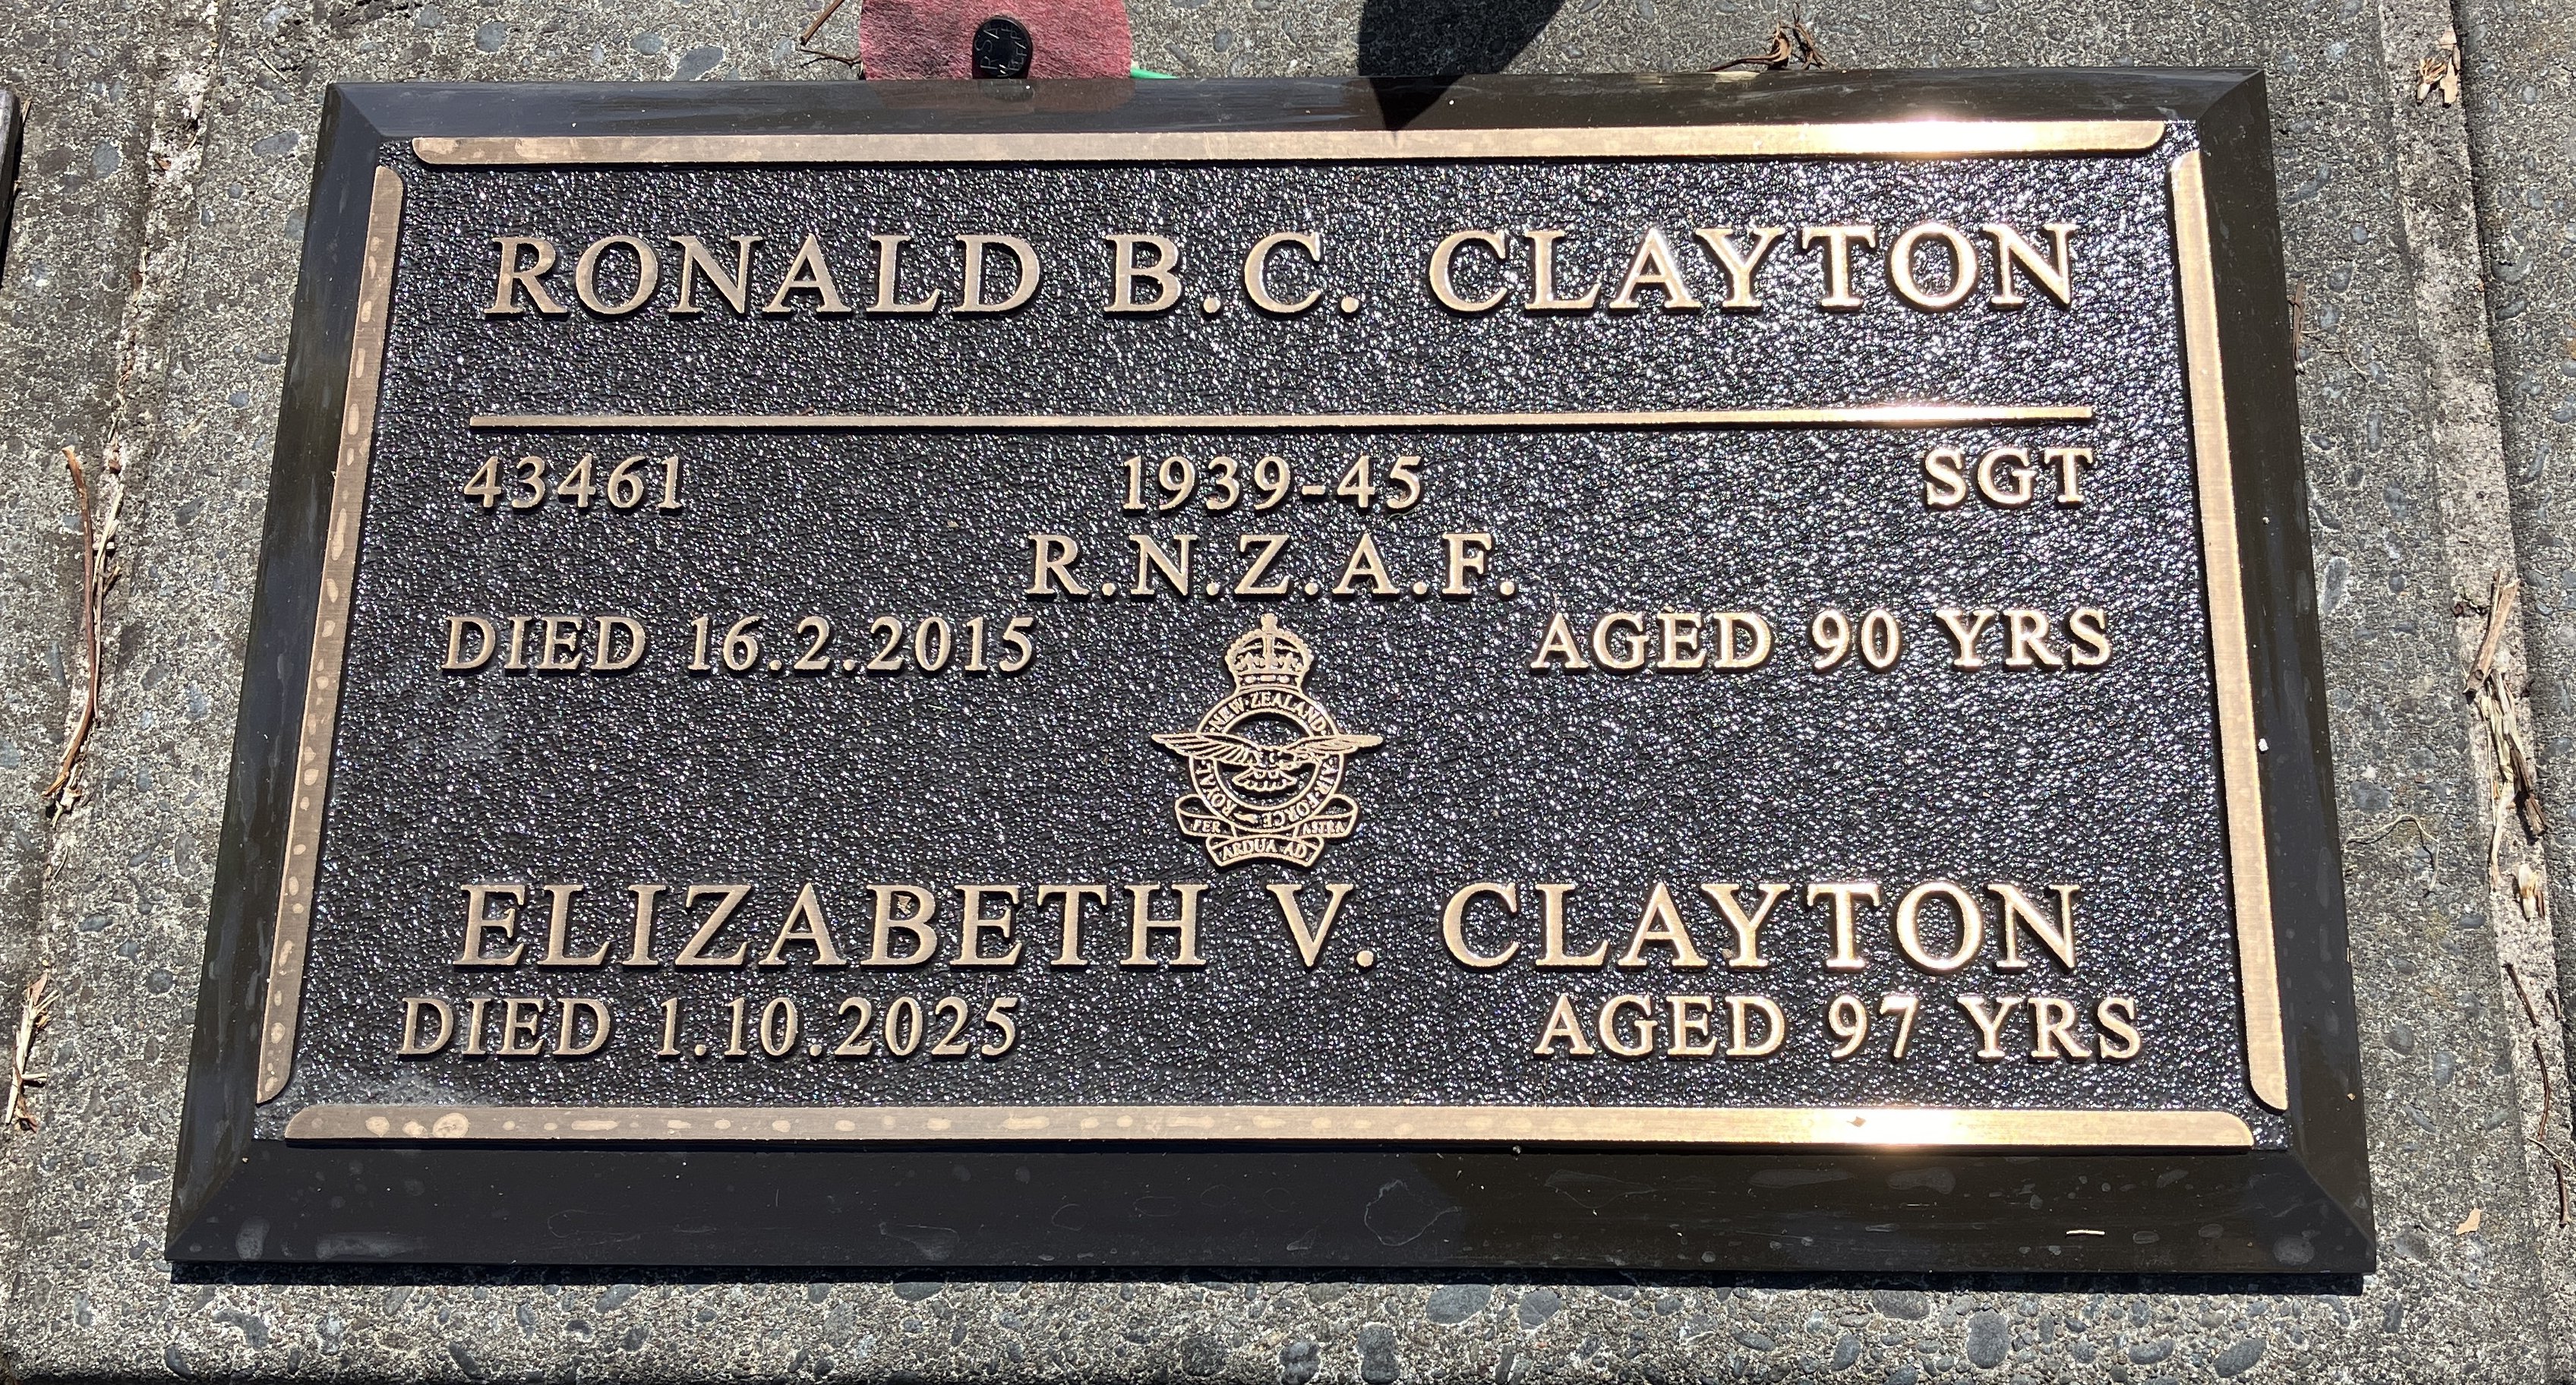 RSA
RONALD B.C. CLAYTON
43461 1939-45 SGT
R.N.Z.A.F.
DIED 16.2.2015 AGED 90 YRS
ROYAL NEW ZEALAND AIR FORCE
PER ARDUA AD ASTRA
ELIZABETH V. CLAYTON
DIED 1.10.2025 AGED 97 YRS